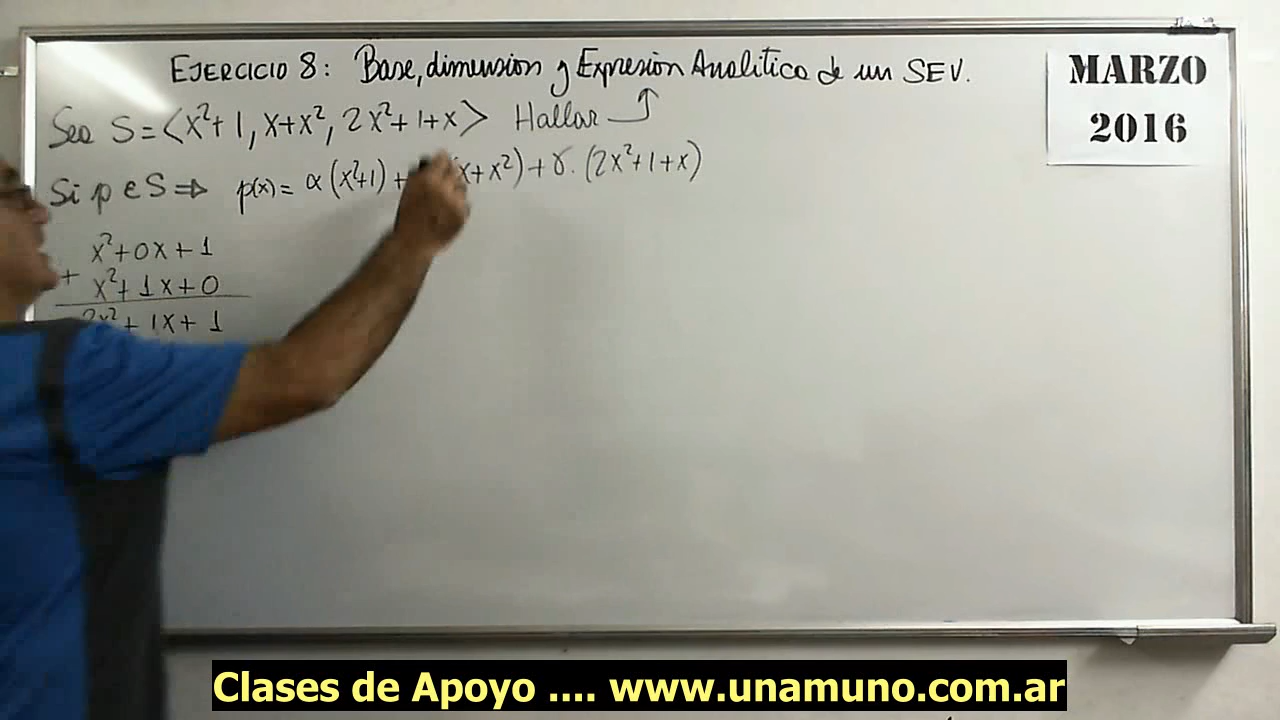 EJERCICIO 8: Base, dimension y Expresion Analitica de un SEV.
MARZO
2016
Sea S = <x²+1, x+x², 2x²+1+x> Hallar
Si p ∈ S ⇒ p(x) = α (x²+1) + (x+x²) + γ. (2x²+1+x)
x²+0x+1
+ x²+1x+0
2x²+1x+1
Clases de Apoyo .... www.unamuno.com.ar